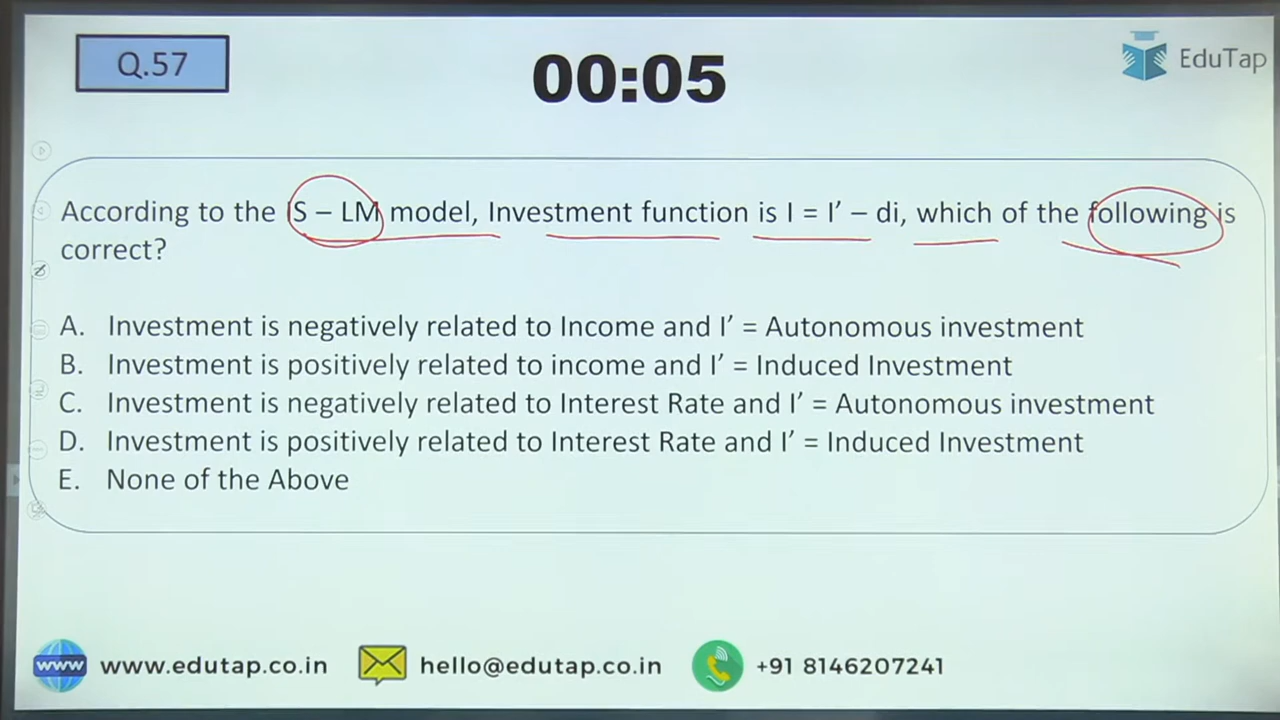 Q.57
00:05
EduTap
According to the IS – LM model, Investment function is I = I’ – di, which of the following is
correct?
A. Investment is negatively related to Income and I’ = Autonomous investment
B. Investment is positively related to income and I’ = Induced Investment
C. Investment is negatively related to Interest Rate and I’ = Autonomous investment
D. Investment is positively related to Interest Rate and I’ = Induced Investment
E. None of the Above
www www.edutap.co.in hello@edutap.co.in +91 8146207241